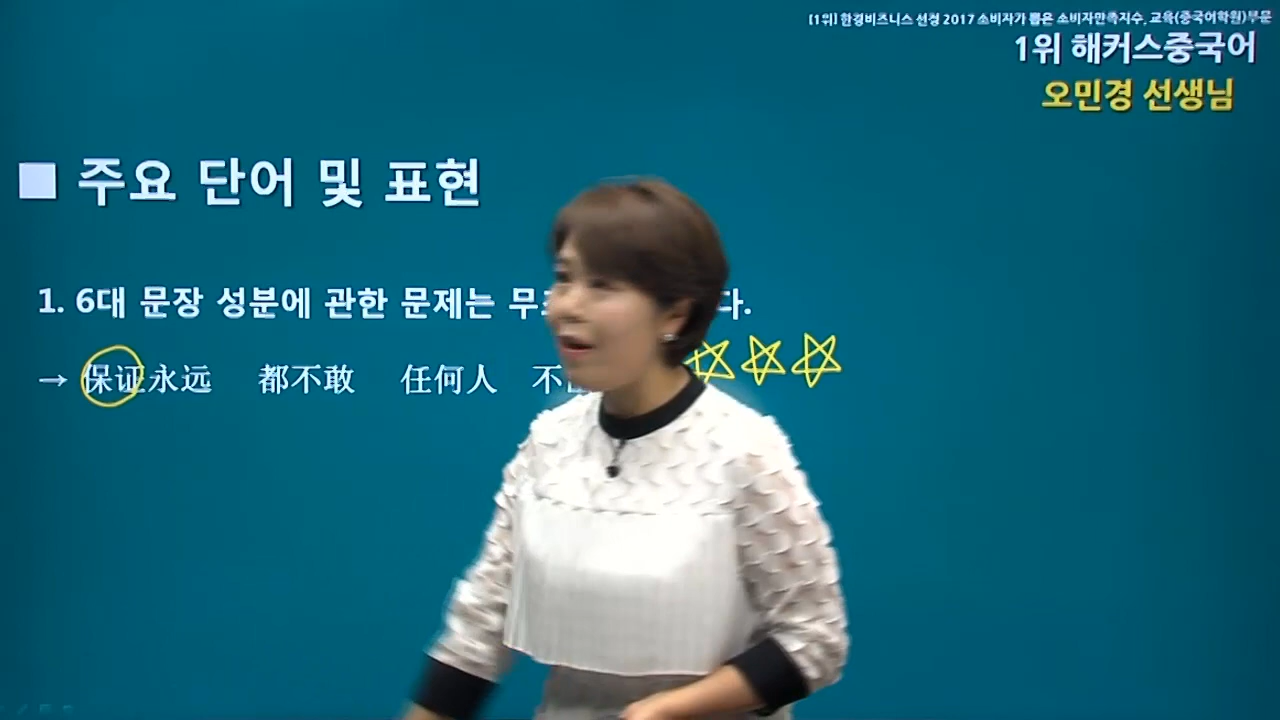 [1위] 한경비즈니스 선정 2017 소비자가 뽑은 소비자만족지수, 교육(중국어학원)부문
1위 해커스중국어
오민경 선생님
■ 주요 단어 및 표현
1. 6대 문장 성분에 관한 문제는 다.
→ 保证永远 都不敢 任何人